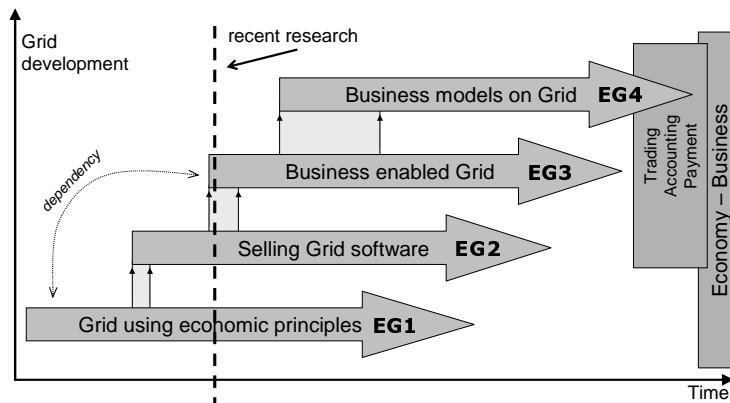 Grid
development
recent research
Business models on Grid EG4
dependency
Business enabled Grid EG3
Selling Grid software EG2
Grid using economic principles EG1
Trading
Accounting
Payment
Economy – Business
Time